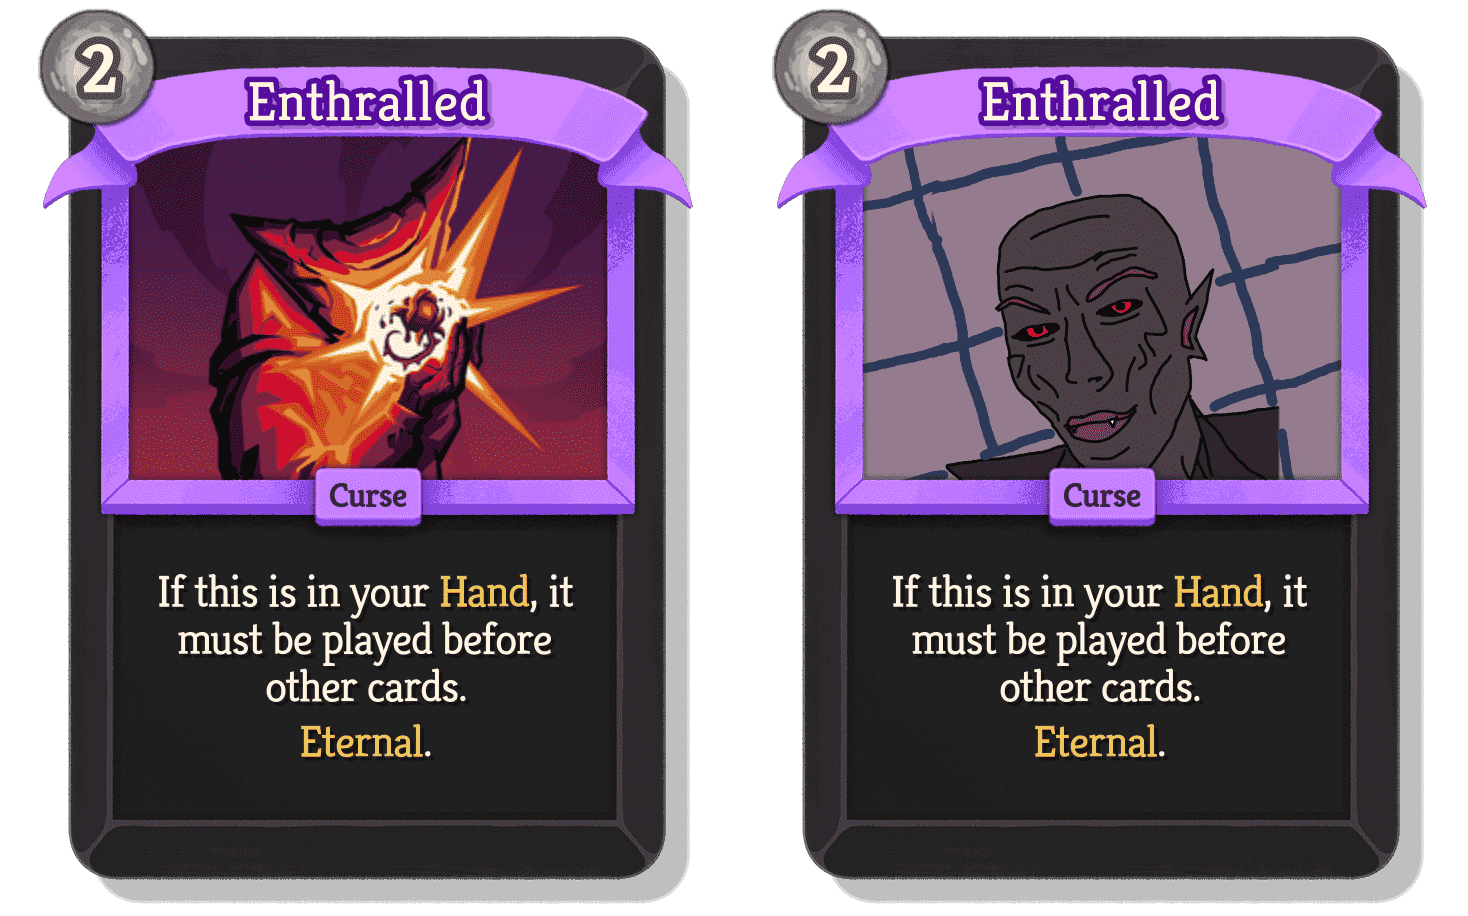 2
Enthralled
Curse
If this is in your Hand, it
must be played before
other cards.
Eternal.
2
Enthralled
Curse
If this is in your Hand, it
must be played before
other cards.
Eternal.